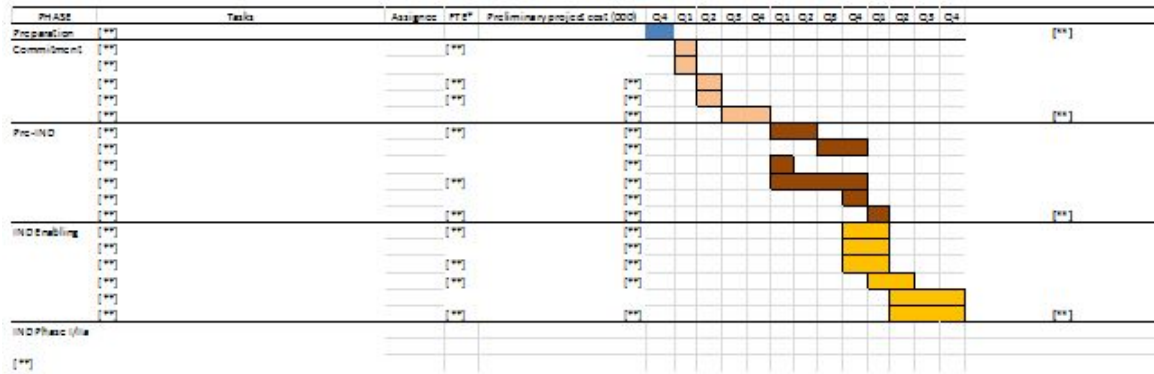 PHASE Tasks Assignee FTE* Preliminary project cost (000) Q4 Q1 Q2 Q3 Q4 Q1 Q2 Q3 Q4 Q1 Q2 Q3 Q4
Preparation [**] [**]
Commitment [**] [**]
[**]
[**] [**] [**]
[**] [**] [**]
[**] [**] [**]
Pre-IND [**] [**] [**]
[**] [**]
[**] [**]
[**] [**] [**]
[**] [**]
[**] [**] [**] [**]
IND Enabling [**] [**] [**]
[**] [**]
[**] [**] [**]
[**] [**] [**]
[**] [**]
[**] [**] [**] [**]
IND Phase I/IIa
[**]